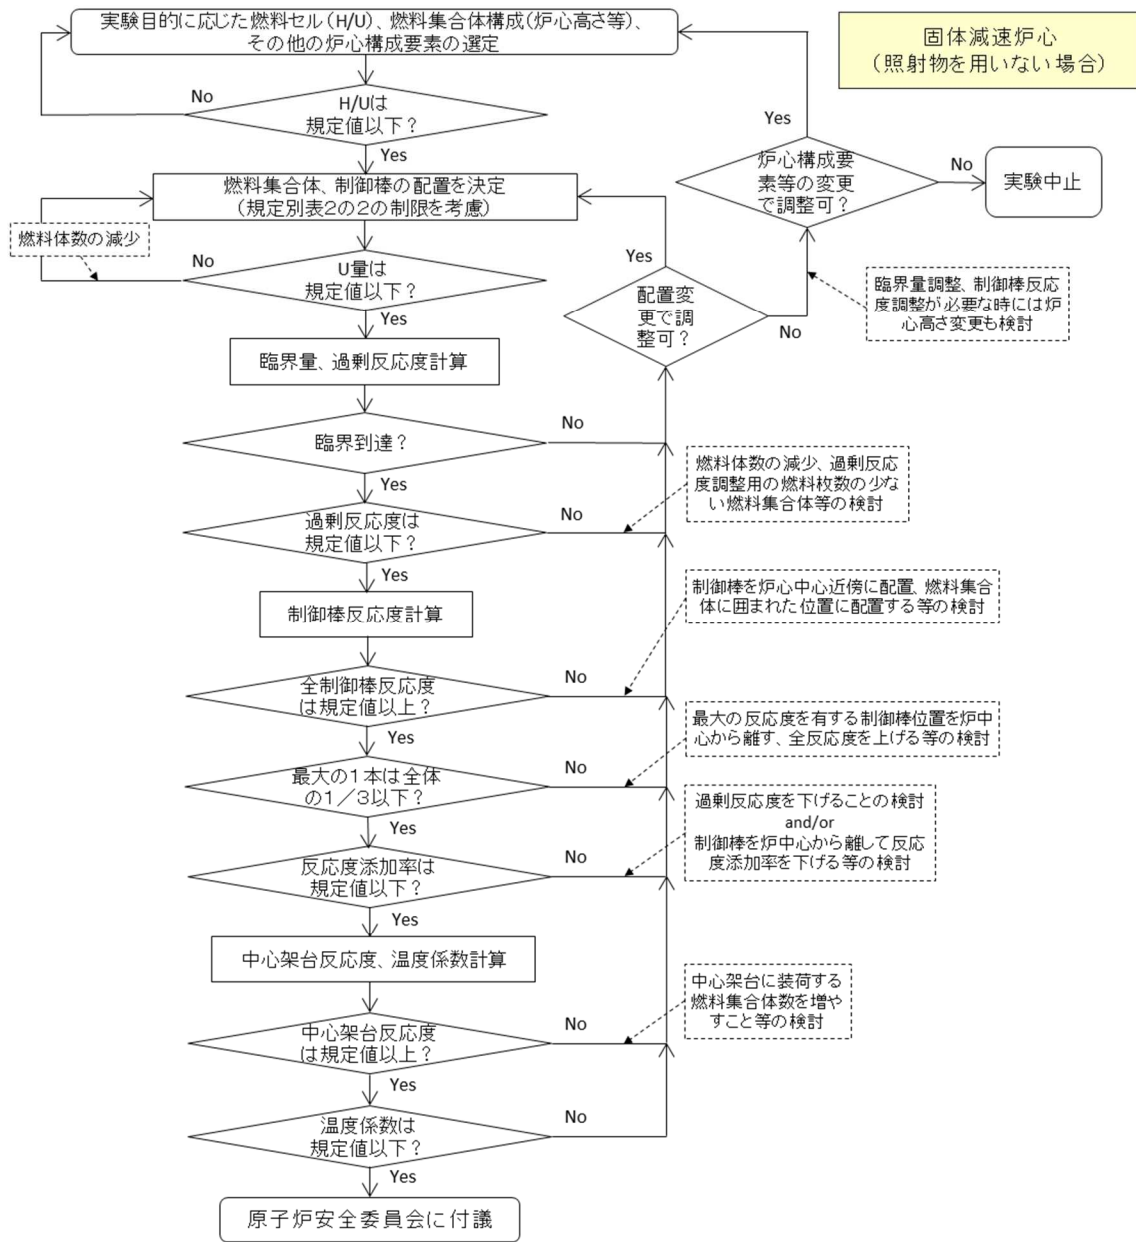 実験目的に応じた燃料セル(H/U)、燃料集合体構成(炉心高さ等)、
その他の炉心構成要素の選定
固体減速炉心
(照射物を用いない場合)
No
H/Uは
規定値以下?
Yes
Yes
炉心構成要
素等の変更
で調整可?
No
実験中止
燃料集合体、制御棒の配置を決定
(規定別表2の2の制限を考慮)
燃料体数の減少
No
U量は
規定値以下?
Yes
Yes
配置変
更で調
整可?
No
臨界量調整、制御棒反応
度調整が必要な時には炉
心高さ変更も検討
臨界量、過剰反応度計算
臨界到達?
No
Yes
燃料体数の減少、過剰反応
度調整用の燃料枚数の少な
い燃料集合体等の検討
過剰反応度は
規定値以下?
No
Yes
制御棒反応度計算
制御棒を炉心中心近傍に配置、燃料集合
体に囲まれた位置に配置する等の検討
全制御棒反応度
は規定値以上?
No
Yes
最大の反応度を有する制御棒位置を炉中
心から離す、全反応度を上げる等の検討
最大の1本は全体
の1/3以下?
No
Yes
過剰反応度を下げることの検討
and/or
制御棒を炉中心から離して反応
度添加率を下げる等の検討
反応度添加率は
規定値以下?
No
Yes
中心架台反応度、温度係数計算
中心架台に装荷する
燃料集合体数を増や
すこと等の検討
中心架台反応度
は規定値以上?
No
Yes
温度係数は
規定値以下?
No
Yes
原子炉安全委員会に付議